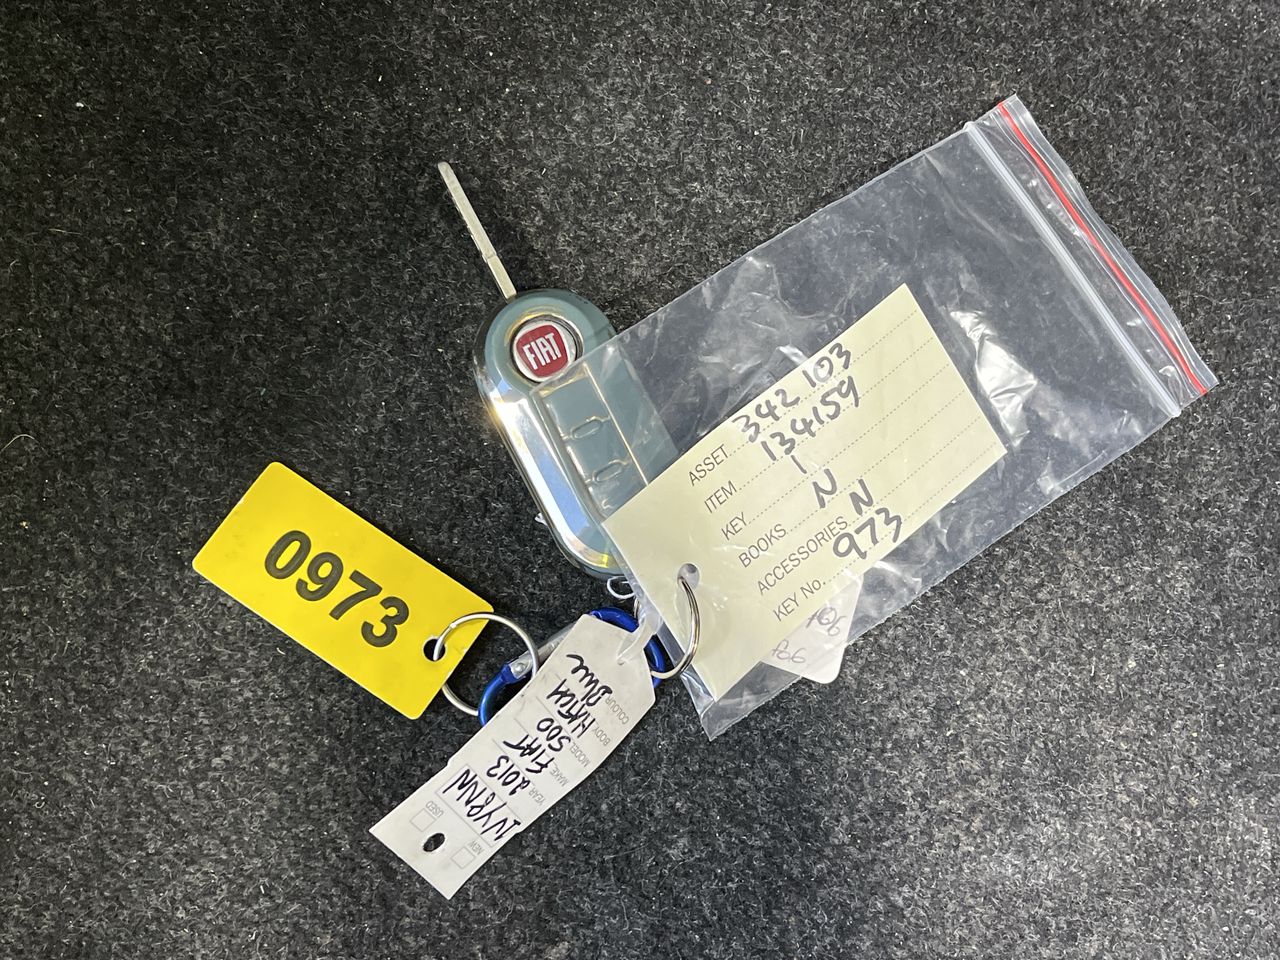 FIAT
ASSET 342 103
ITEM 134159
KEY 1
BOOKS N
ACCESSORIES N
KEY No. 973
0973
NEW
USED
1VY8NW
YEAR 2013
MAKE FIAT
MODEL 500
BODY HATCH
COLOUR Blue